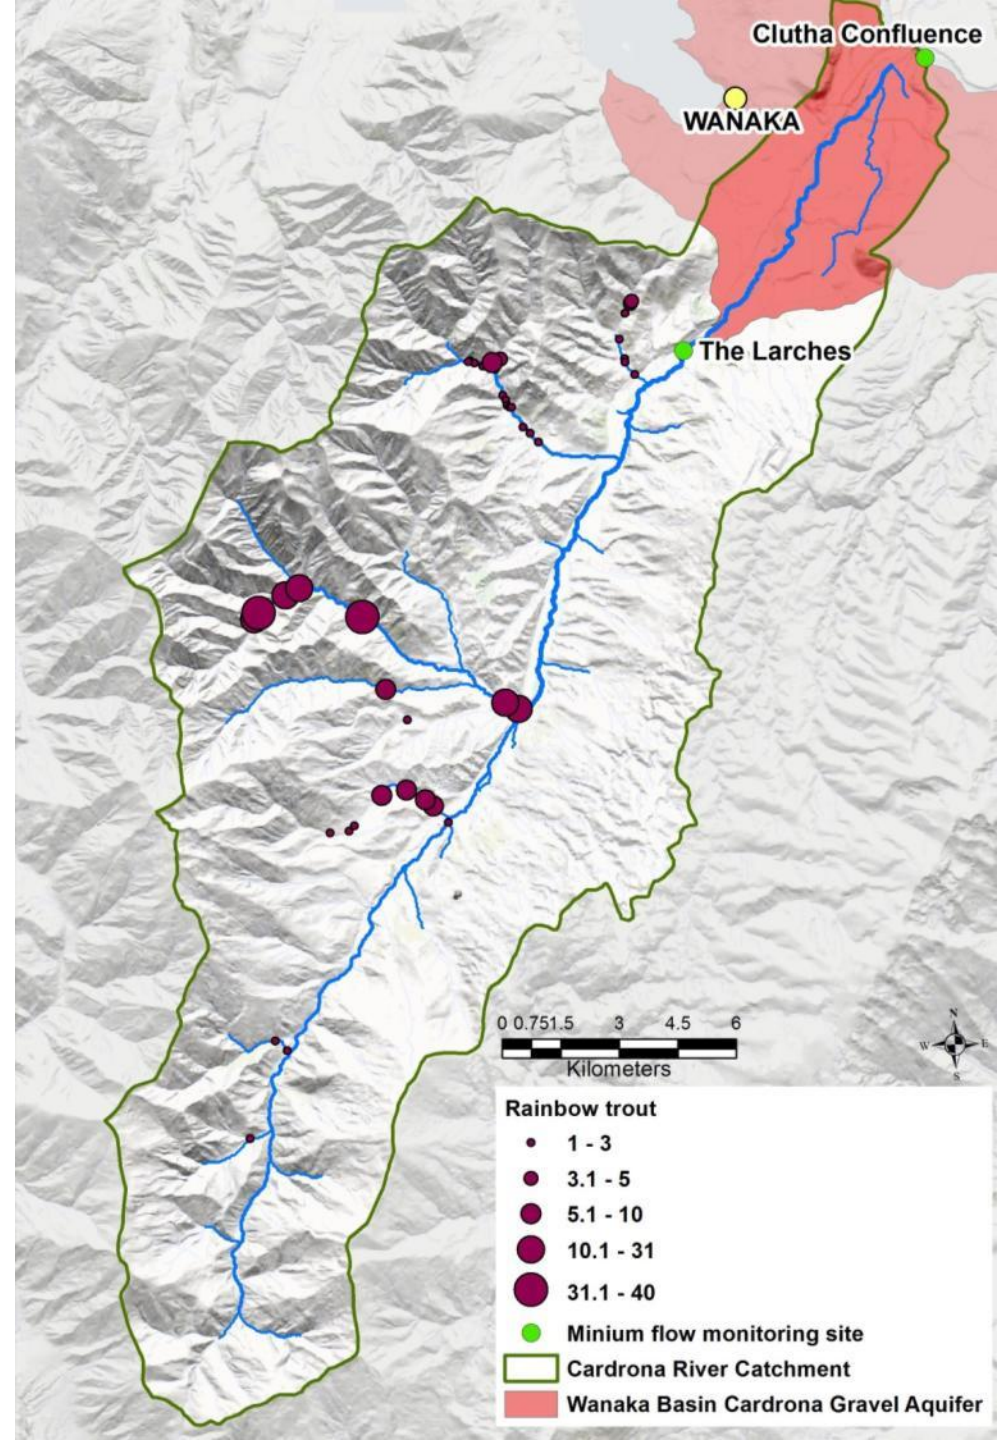 Clutha Confluence
WANAKA
The Larches
0 0.751.5 3 4.5 6
Kilometers
N
W E
S
Rainbow trout
1 - 3
3.1 - 5
5.1 - 10
10.1 - 31
31.1 - 40
Minium flow monitoring site
Cardrona River Catchment
Wanaka Basin Cardrona Gravel Aquifer